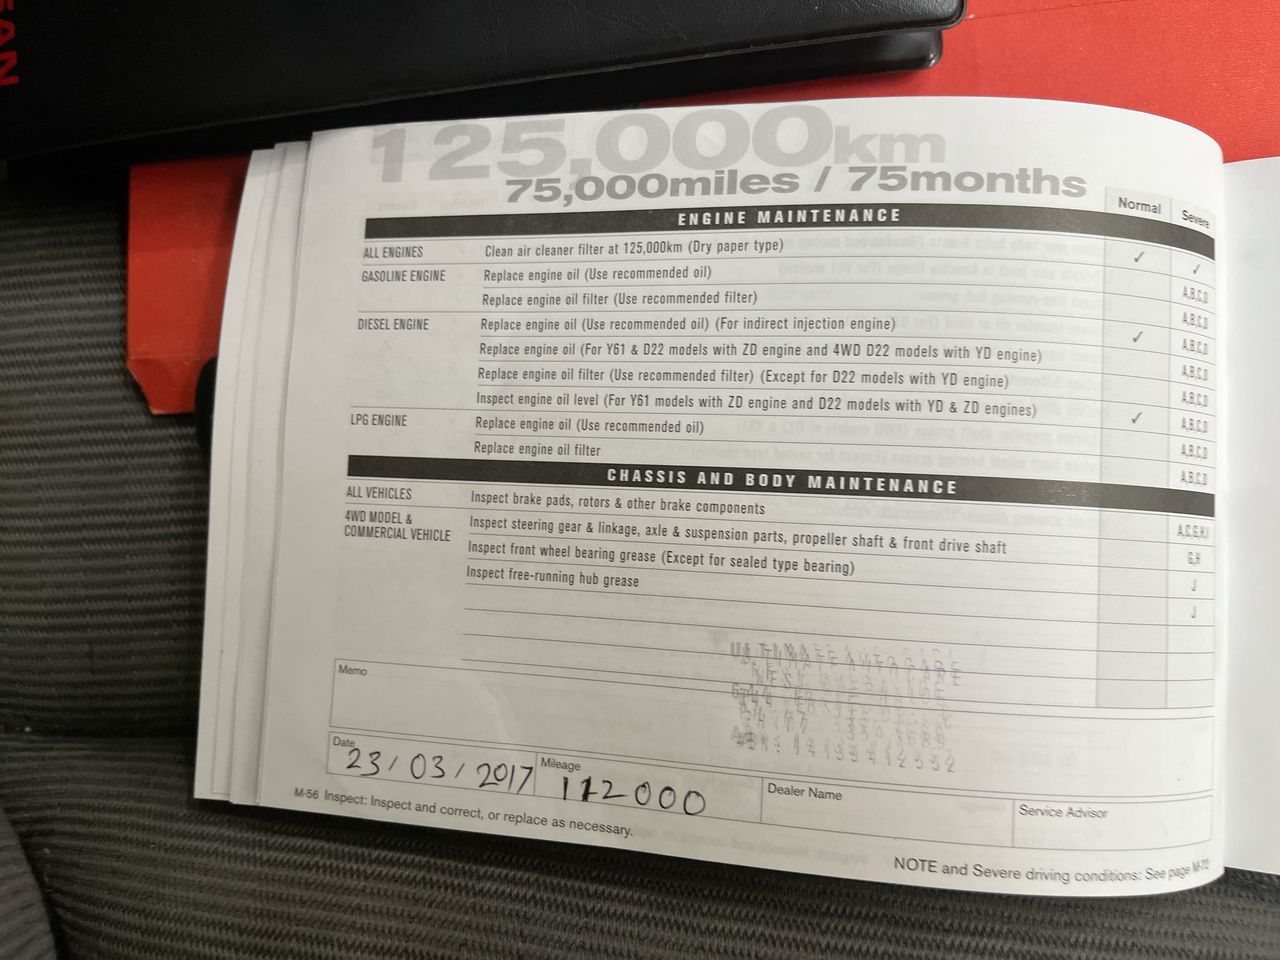 125,000km
75,000miles / 75months
Normal Severe
ENGINE MAINTENANCE
ALL ENGINES Clean air cleaner filter at 125,000km (Dry paper type) ✓ ✓
GASOLINE ENGINE Replace engine oil (Use recommended oil) A,B,C,D
Replace engine oil filter (Use recommended filter) A,B,C,D
DIESEL ENGINE Replace engine oil (Use recommended oil) (For indirect injection engine) ✓ A,B,C,D
Replace engine oil (For Y61 & D22 models with ZD engine and 4WD D22 models with YD engine) A,B,C,D
Replace engine oil filter (Use recommended filter) (Except for D22 models with YD engine) A,B,C,D
Inspect engine oil level (For Y61 models with ZD engine and D22 models with YD & ZD engines) ✓ A,B,C,D
LPG ENGINE Replace engine oil (Use recommended oil) A,B,C,D
Replace engine oil filter A,B,C,D
CHASSIS AND BODY MAINTENANCE
ALL VEHICLES Inspect brake pads, rotors & other brake components A,C,G,H,I
4WD MODEL & COMMERCIAL VEHICLE Inspect steering gear & linkage, axle & suspension parts, propeller shaft & front drive shaft G,H
Inspect front wheel bearing grease (Except for sealed type bearing) J
Inspect free-running hub grease J
Memo
Date 23/03/2017 Mileage 112000 Dealer Name Service Advisor
M-56 Inspect: Inspect and correct, or replace as necessary.
NOTE and Severe driving conditions: See page